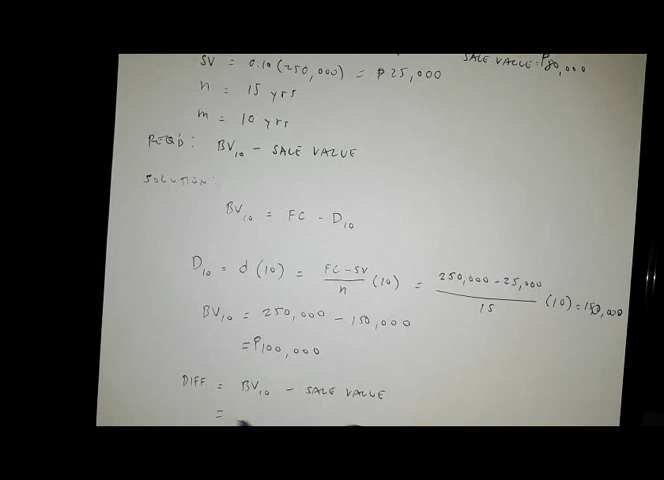 SV = 0.10 (250,000) = ₱25,000
SALE VALUE = ₱80,000
n = 15 yrs
m = 10 yrs
REQ'D: BV₁₀ - SALE VALUE
SOLUTION:
BV₁₀ = FC - D₁₀
D₁₀ = d (10) = FC-SV / n (10) = 250,000 - 25,000 / 15 (10) = 150,000
BV₁₀ = 250,000 - 150,000
= ₱100,000
DIFF = BV₁₀ - SALE VALUE
=